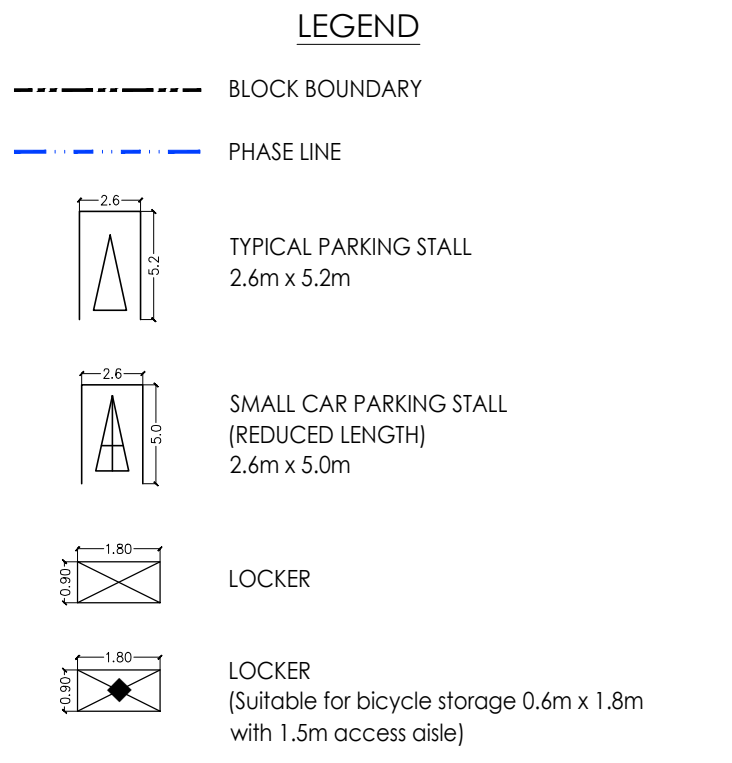 LEGEND
BLOCK BOUNDARY
PHASE LINE
2.6
5.2
TYPICAL PARKING STALL
2.6m x 5.2m
2.6
5.0
SMALL CAR PARKING STALL
(REDUCED LENGTH)
2.6m x 5.0m
1.80
0.90
LOCKER
1.80
0.90
LOCKER
(Suitable for bicycle storage 0.6m x 1.8m
with 1.5m access aisle)